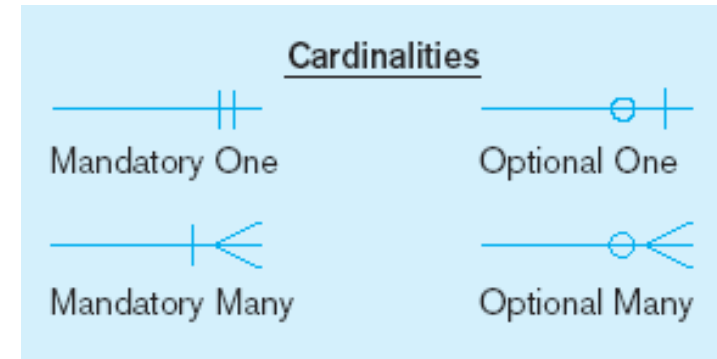 Cardinalities
Mandatory One
Optional One
Mandatory Many
Optional Many